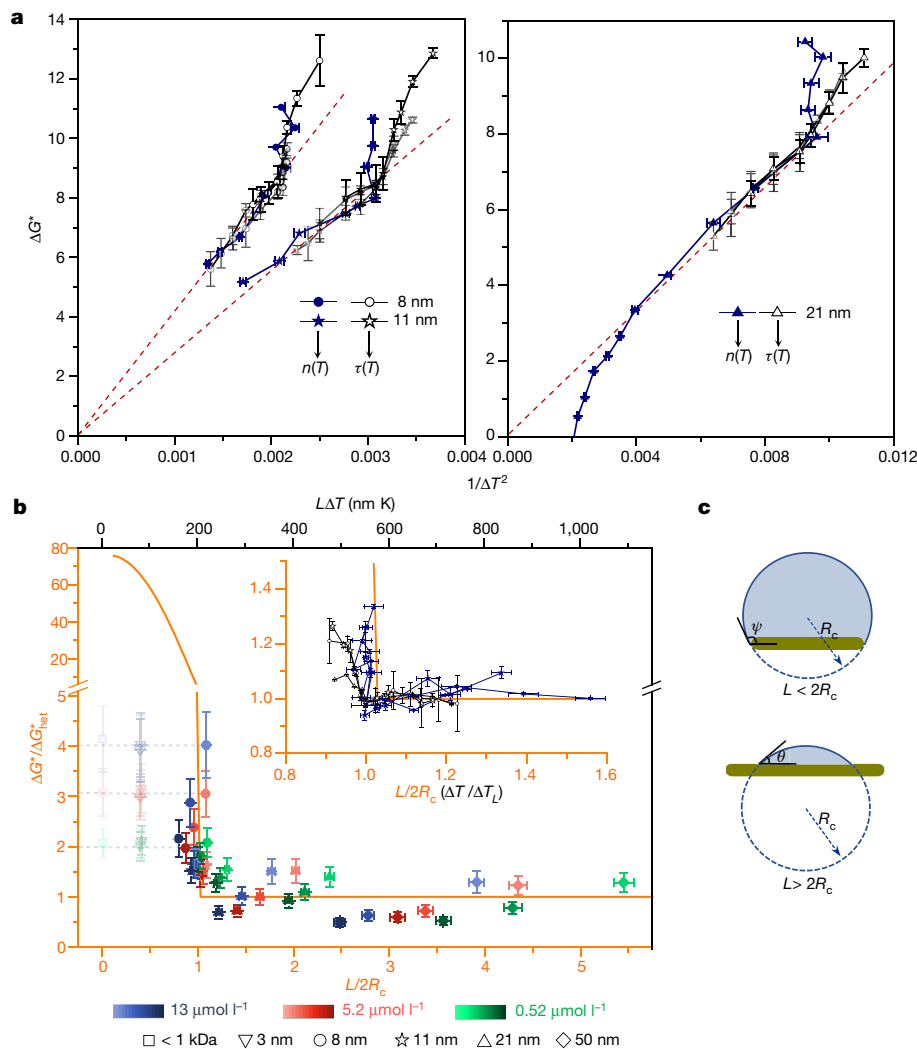 a
14
12
10
8
6
4
2
0
ΔG*
0.000
0.001
0.002
0.003
0.004
8 nm
11 nm
n(T)
τ(T)
10
8
6
4
2
0
0.000
0.004
0.008
0.012
21 nm
n(T)
τ(T)
1/ΔT²
b
LΔT (nm K)
0
200
400
600
800
1,000
80
70
60
50
40
30
20
10
5
4
3
2
1
0
ΔG*/ΔG*het
1.4
1.2
1.0
0.8
0.8
1.0
1.2
1.4
1.6
L/2Rc (ΔT/ΔTL)
0
1
2
3
4
5
L/2Rc
13 μmol l⁻¹
5.2 μmol l⁻¹
0.52 μmol l⁻¹
< 1 kDa
3 nm
8 nm
11 nm
21 nm
50 nm
c
ψ
Rc
L < 2Rc
θ
Rc
L > 2Rc